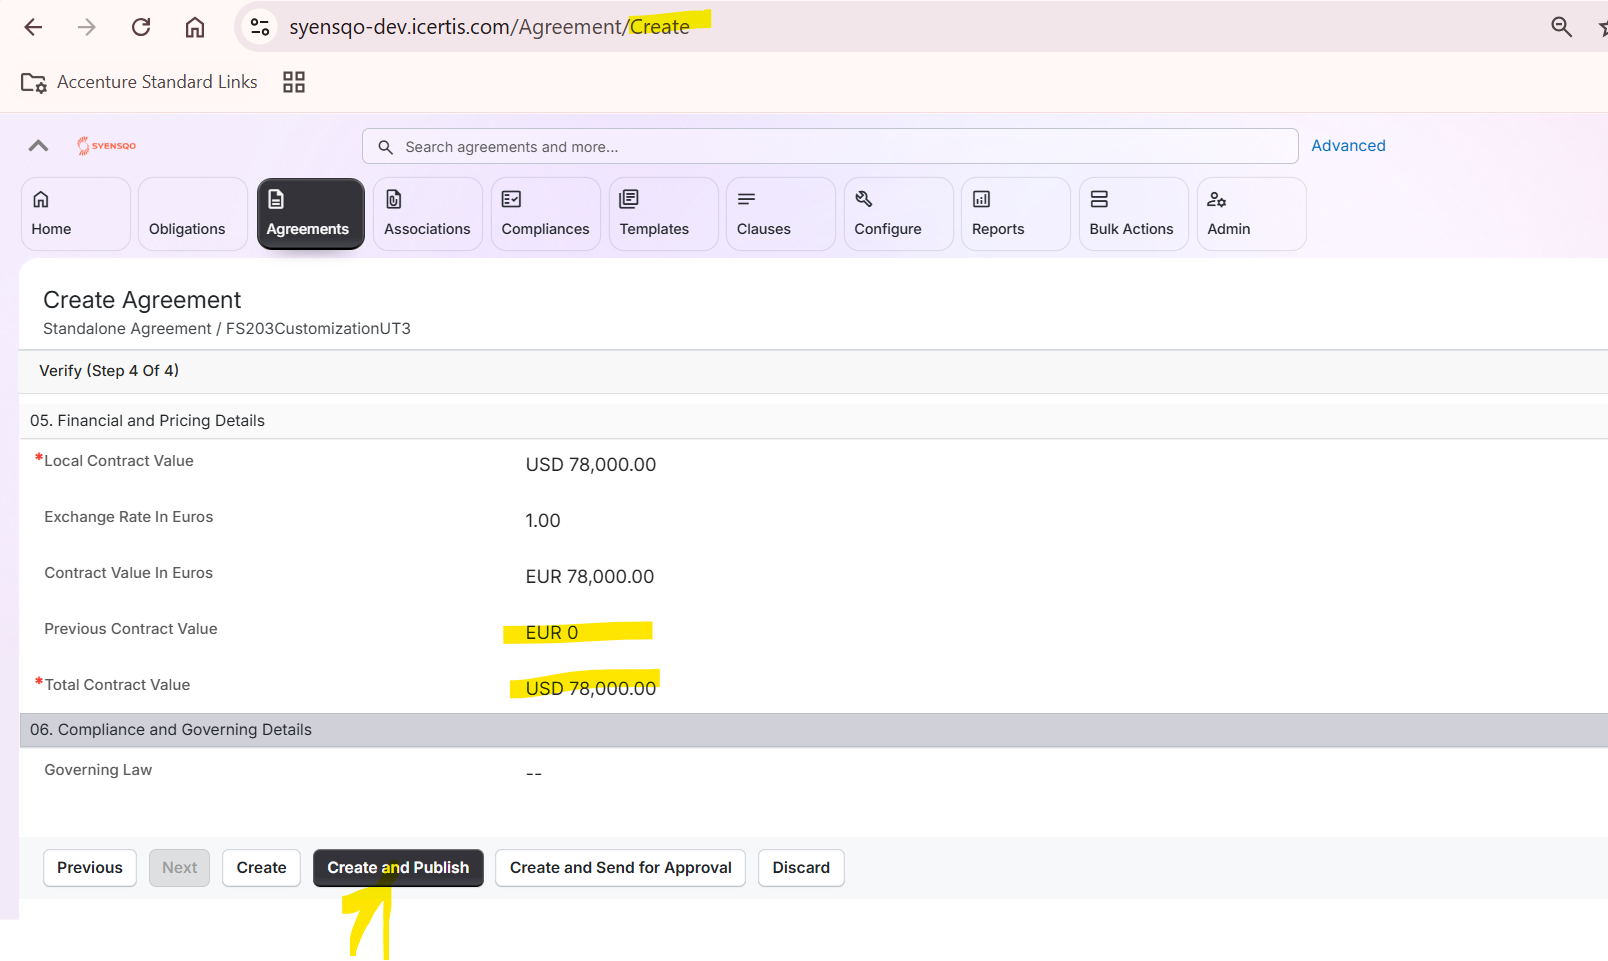 syensqo-dev.icertis.com/Agreement/Create
Accenture Standard Links
SYENSQO
Search agreements and more...
Advanced
Home
Obligations
Agreements
Associations
Compliances
Templates
Clauses
Configure
Reports
Bulk Actions
Admin
Create Agreement
Standalone Agreement / FS203CustomizationUT3
Verify (Step 4 Of 4)
05. Financial and Pricing Details
*Local Contract Value USD 78,000.00
Exchange Rate In Euros 1.00
Contract Value In Euros EUR 78,000.00
Previous Contract Value EUR 0
*Total Contract Value USD 78,000.00
06. Compliance and Governing Details
Governing Law --
Previous Next Create Create and Publish Create and Send for Approval Discard